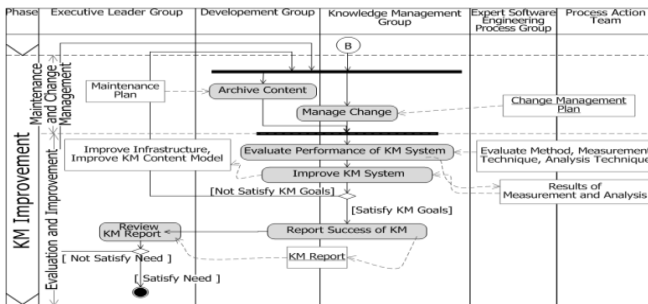 Phase
Executive Leader Group
Developement Group
Knowledge Management
Group
Expert Software
Engineering
Process Group
Process Action
Team
KM Improvement
Maintenance
and Change
Management
Evaluation and Improvement
B
Maintenance
Plan
Archive Content
Manage Change
Change Management
Plan
Improve Infrastructure,
Improve KM Content Model
Evaluate Performance of KM System
Evaluate Method, Measurement
Technique, Analysis Technique
Improve KM System
Results of
Measurement and Analysis
[Not Satisfy KM Goals]
[Satisfy KM Goals]
Review
KM Report
Report Success of KM
[ Not Satisfy Need ]
KM Report
[ Satisfy Need ]